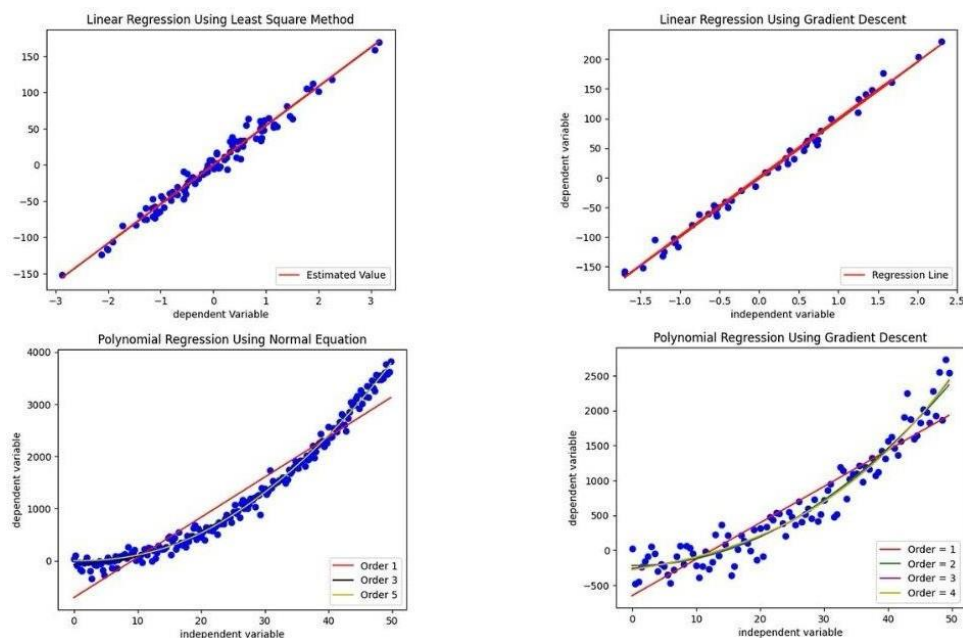 Linear Regression Using Least Square Method
150
100
50
0
−50
−100
−150
−3 −2 −1 0 1 2 3
dependent Variable
Estimated Value
Linear Regression Using Gradient Descent
dependent variable
200
150
100
50
0
−50
−100
−150
−1.5 −1.0 −0.5 0.0 0.5 1.0 1.5 2.0 2.5
independent variable
Regression Line
Polynomial Regression Using Normal Equation
dependent variable
4000
3000
2000
1000
0
0 10 20 30 40 50
independent variable
Order 1
Order 3
Order 5
Polynomial Regression Using Gradient Descent
dependent variable
2500
2000
1500
1000
500
0
−500
0 10 20 30 40 50
independent variable
Order = 1
Order = 2
Order = 3
Order = 4